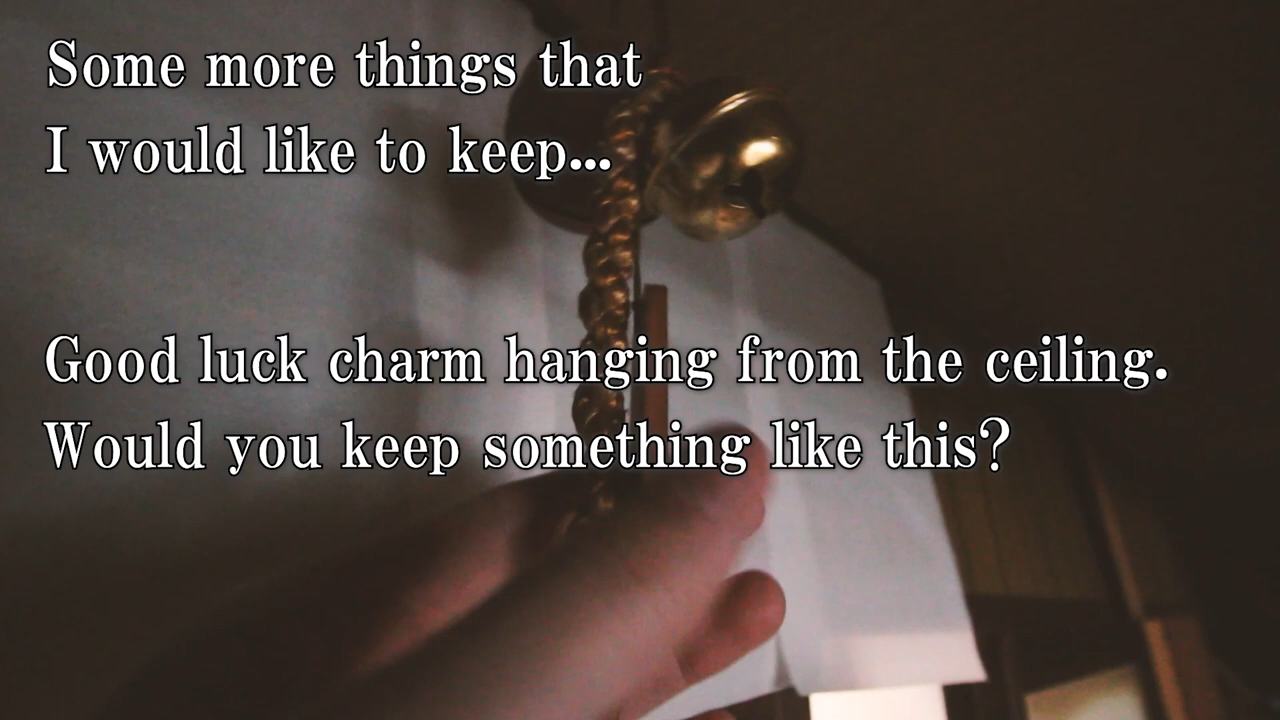 Some more things that
I would like to keep...
Good luck charm hanging from the ceiling.
Would you keep something like this?